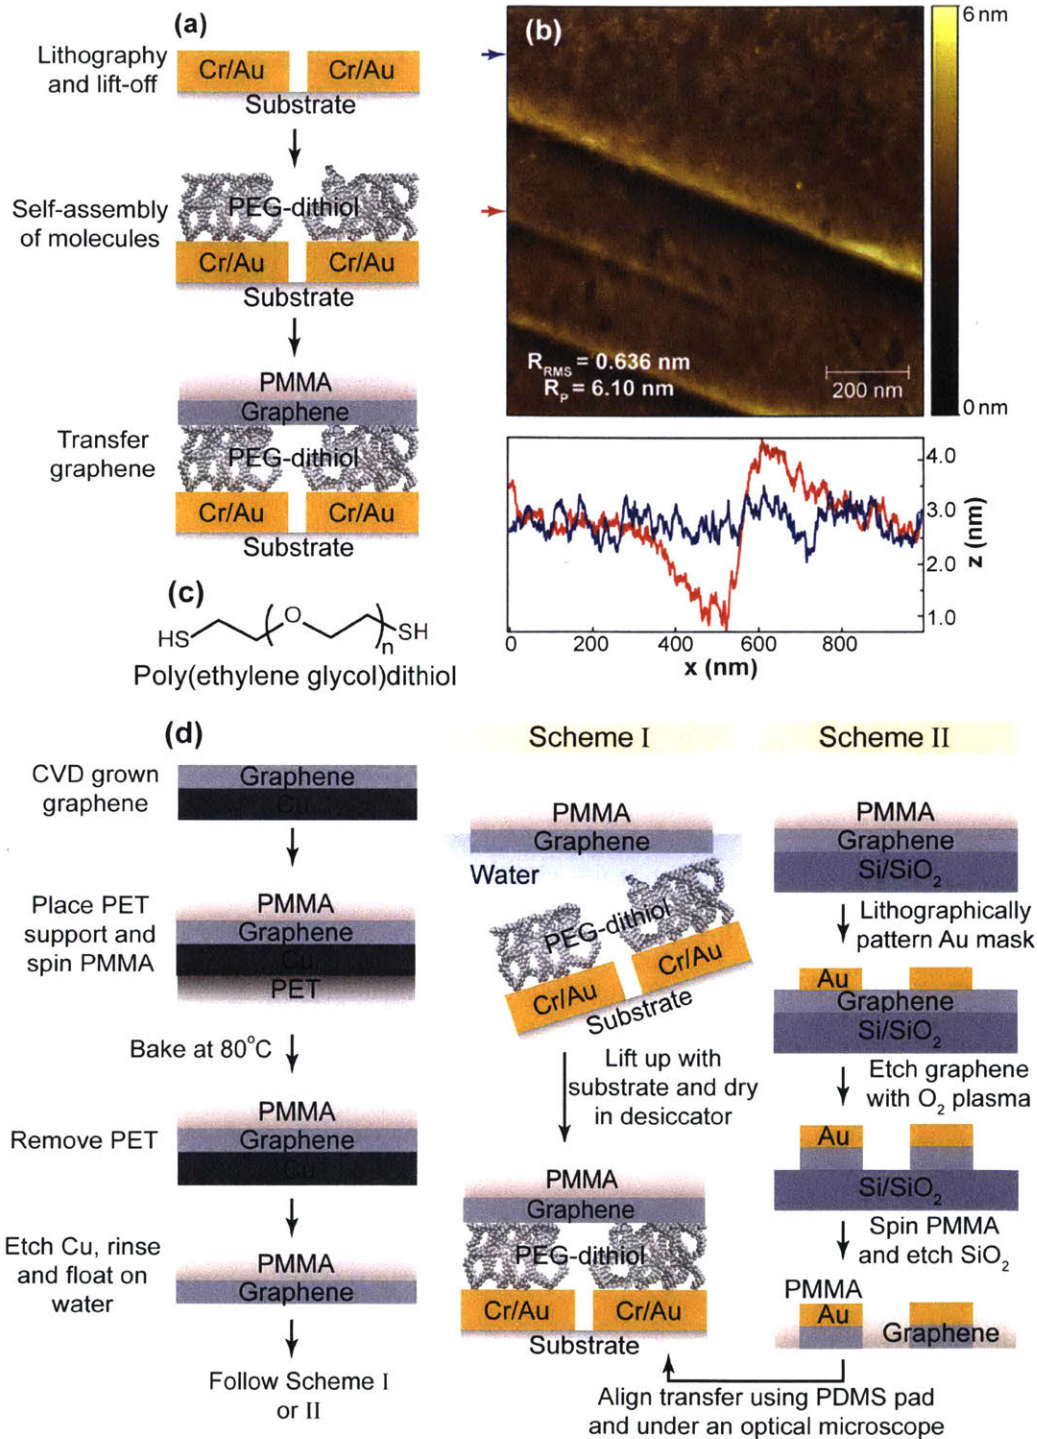 (a)
Lithography
and lift-off
Cr/Au
Cr/Au
Substrate
Self-assembly
of molecules
PEG-dithiol
Cr/Au
Cr/Au
Substrate
Transfer
graphene
PMMA
Graphene
PEG-dithiol
Cr/Au
Cr/Au
Substrate
(b)
6 nm
0 nm
R_RMS = 0.636 nm
R_P = 6.10 nm
200 nm
4.0
3.0
2.0
1.0
z (nm)
0
200
400
600
800
x (nm)
(c)
HS
O
n
SH
Poly(ethylene glycol)dithiol
(d)
CVD grown
graphene
Graphene
Cu
Place PET
support and
spin PMMA
PMMA
Graphene
Cu
PET
Bake at 80°C
Remove PET
PMMA
Graphene
Cu
Etch Cu, rinse
and float on
water
PMMA
Graphene
Follow Scheme I
or II
Scheme I
PMMA
Graphene
Water
PEG-dithiol
Cr/Au
Cr/Au
Substrate
Lift up with
substrate and dry
in desiccator
PMMA
Graphene
PEG-dithiol
Cr/Au
Cr/Au
Substrate
Scheme II
PMMA
Graphene
Si/SiO₂
Lithographically
pattern Au mask
Au
Graphene
Si/SiO₂
Etch graphene
with O₂ plasma
Au
Si/SiO₂
Spin PMMA
and etch SiO₂
PMMA
Au
Graphene
Align transfer using PDMS pad
and under an optical microscope